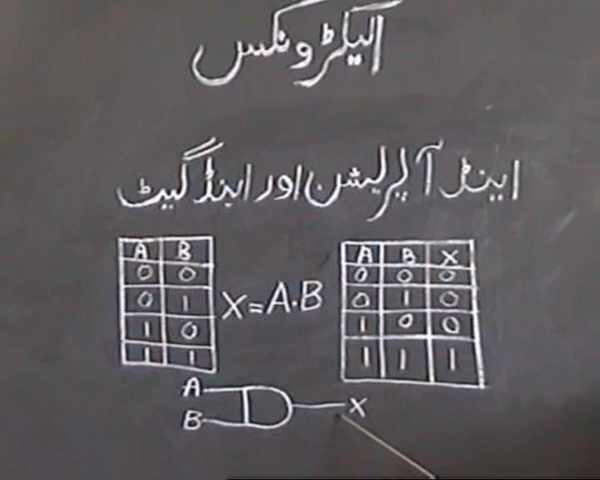 الیکٹرونکس
اینڈ آپریشن اور اینڈ گیٹ
A B
0 0
0 1
1 0
1 1
X=A.B
A B X
0 0 0
0 1 0
1 0 0
1 1 1
A
B
X